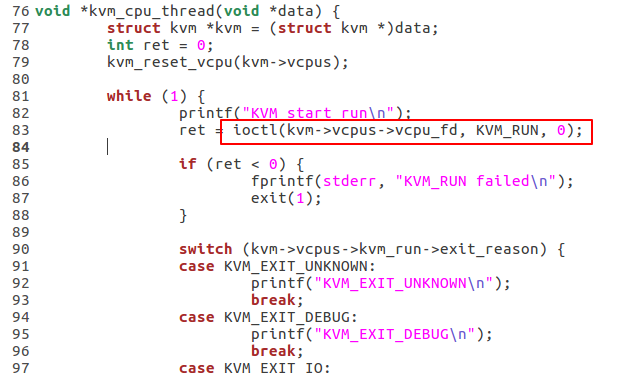 76 void *kvm_cpu_thread(void *data) {
77         struct kvm *kvm = (struct kvm *)data;
78         int ret = 0;
79         kvm_reset_vcpu(kvm->vcpus);
80
81         while (1) {
82                 printf("KVM start run\n");
83                 ret = ioctl(kvm->vcpus->vcpu_fd, KVM_RUN, 0);
84
85                 if (ret < 0) {
86                         fprintf(stderr, "KVM_RUN failed\n");
87                         exit(1);
88                 }
89
90                 switch (kvm->vcpus->kvm_run->exit_reason) {
91                 case KVM_EXIT_UNKNOWN:
92                         printf("KVM_EXIT_UNKNOWN\n");
93                         break;
94                 case KVM_EXIT_DEBUG:
95                         printf("KVM_EXIT_DEBUG\n");
96                         break;
97                 case KVM_EXIT_IO: